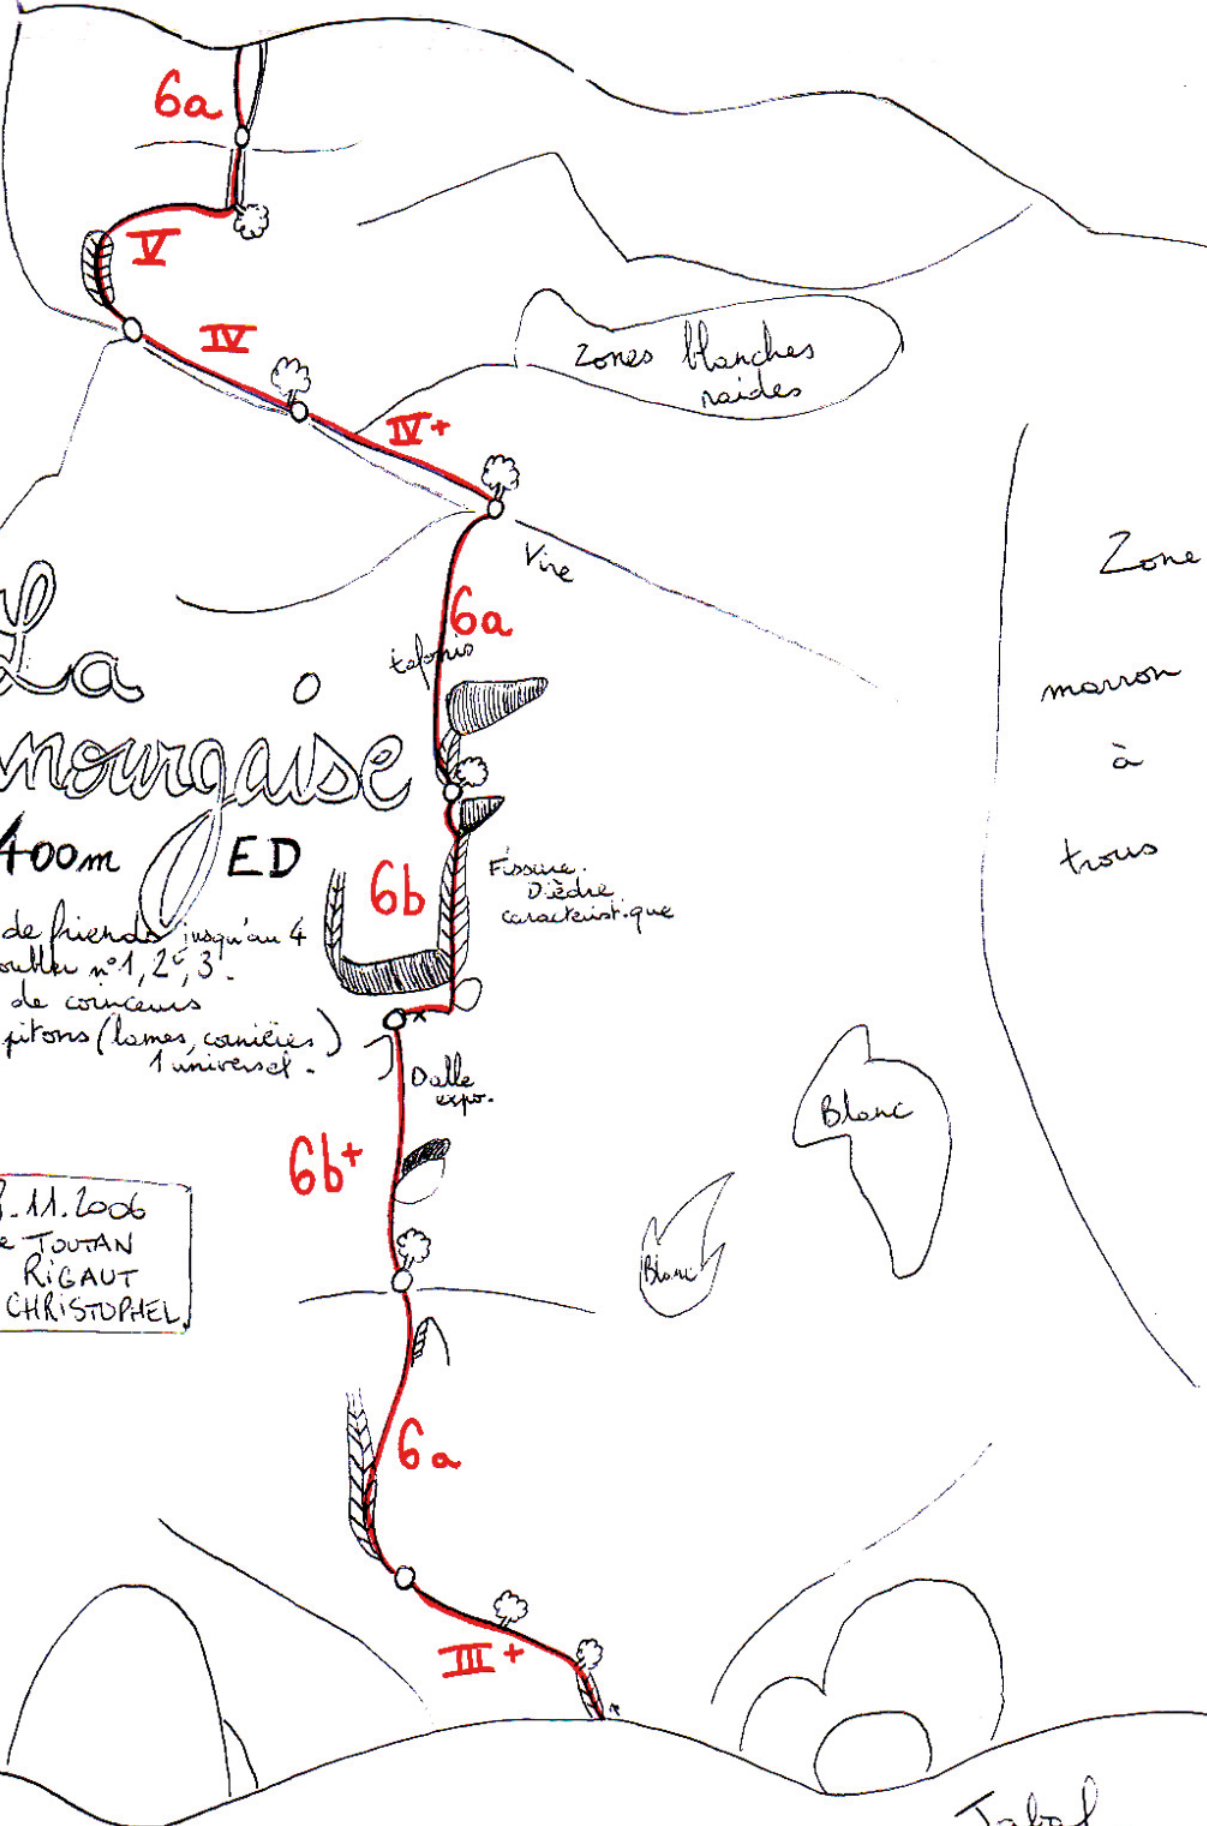 6a
V
IV
zones blanches
raides
IV+
Vire
6a
tafonis
Zone
marron
à
trous
La
nourgaise
400m ED
6b
Fissure.
Dièdre
caractéristique
de friends jusqu'au 4
n°1, 2, 3.
de coinceurs
pitons (lames, cornières)
1 universel.
Dalle
expo.
6b+
Blanc
Blanc
.11.2006
e TOUTAN
RIGAUT
CHRISTOPHEL
6a
III+